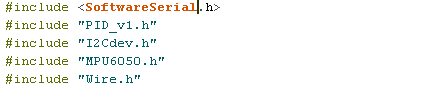 #include <SoftwareSerial.h>
#include "PID_v1.h"
#include "I2Cdev.h"
#include "MPU6050.h"
#include "Wire.h"